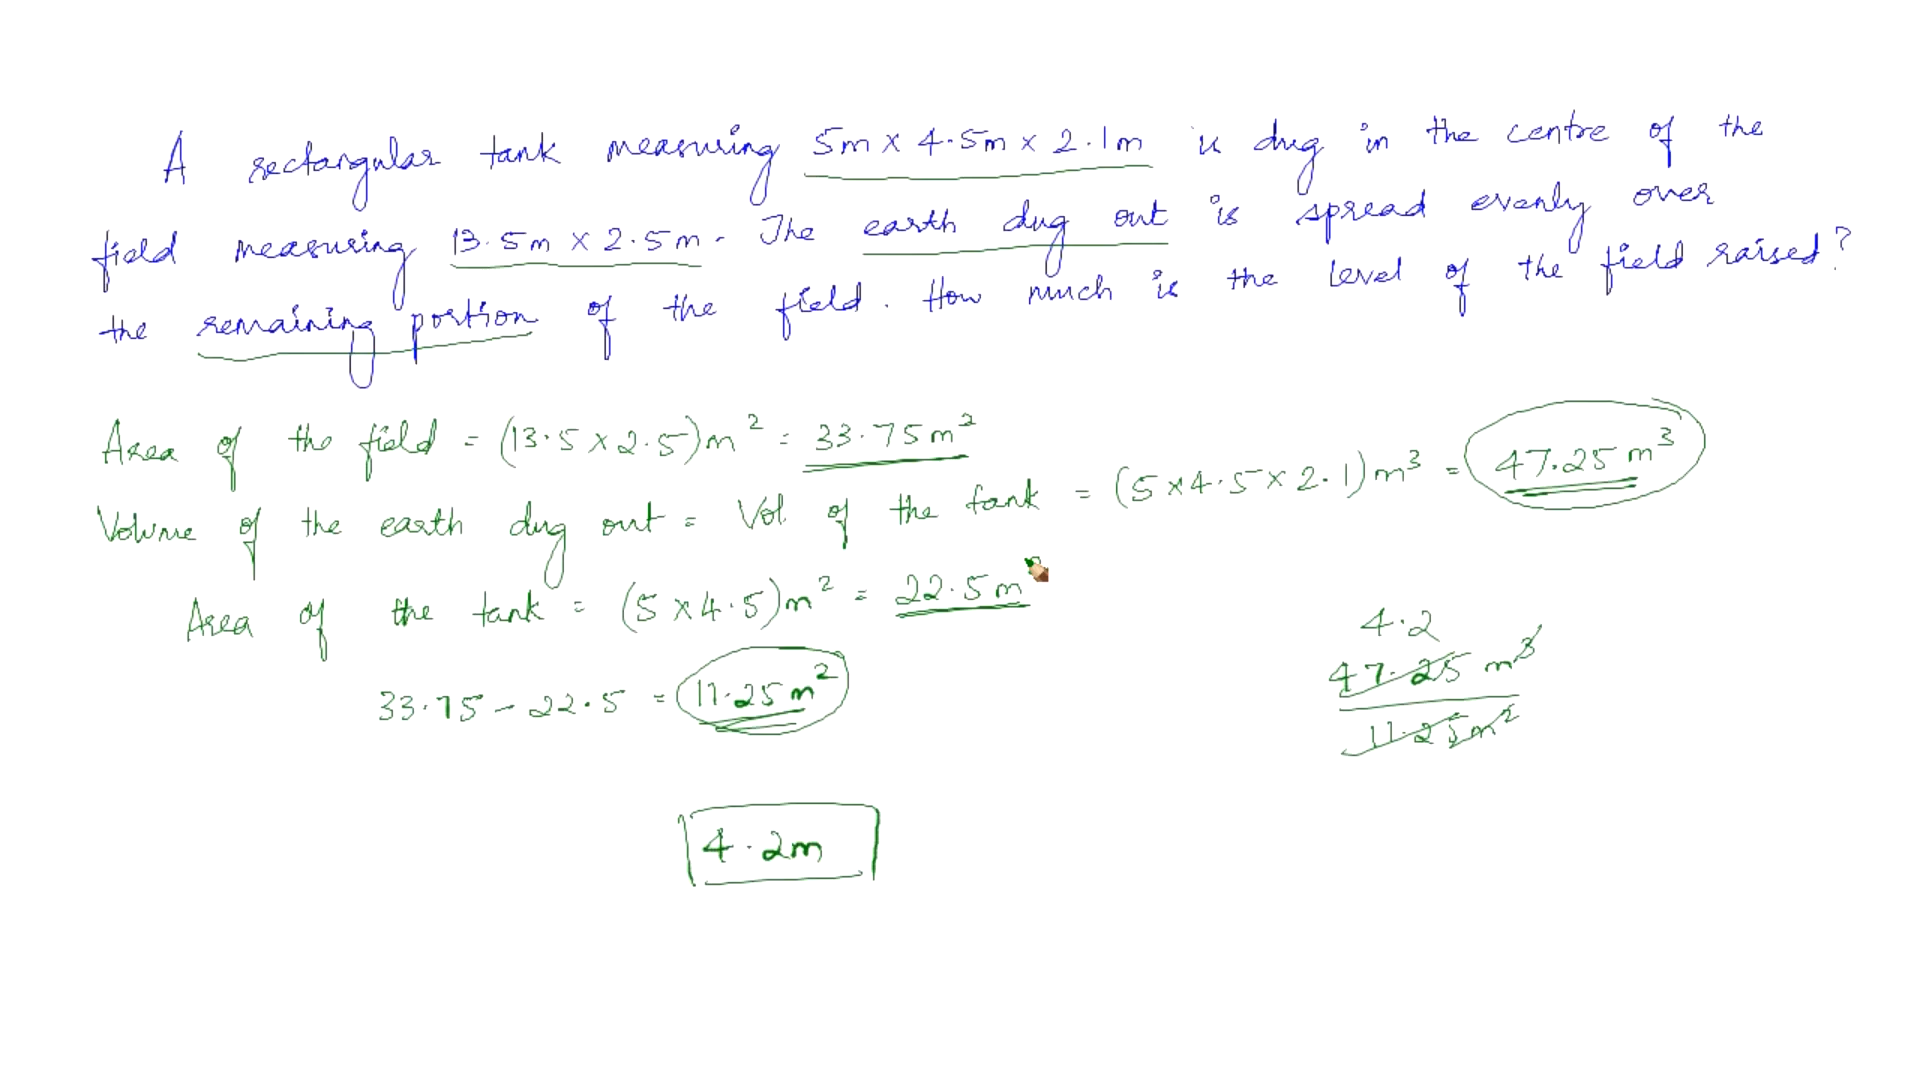 A rectangular tank measuring 5m x 4.5m x 2.1m is dug in the centre of the
field measuring 13.5m x 2.5m. The earth dug out is spread evenly over
the remaining portion of the field. How much is the level of the field raised?
Area of the field = (13.5 x 2.5)m² = 33.75m²
Volume of the earth dug out = Vol. of the tank = (5 x 4.5 x 2.1)m³ = 47.25 m³
Area of the tank = (5 x 4.5)m² = 22.5m
33.75 - 22.5 = 11.25m²
4.2
47.25 m³
11.25m²
4.2m